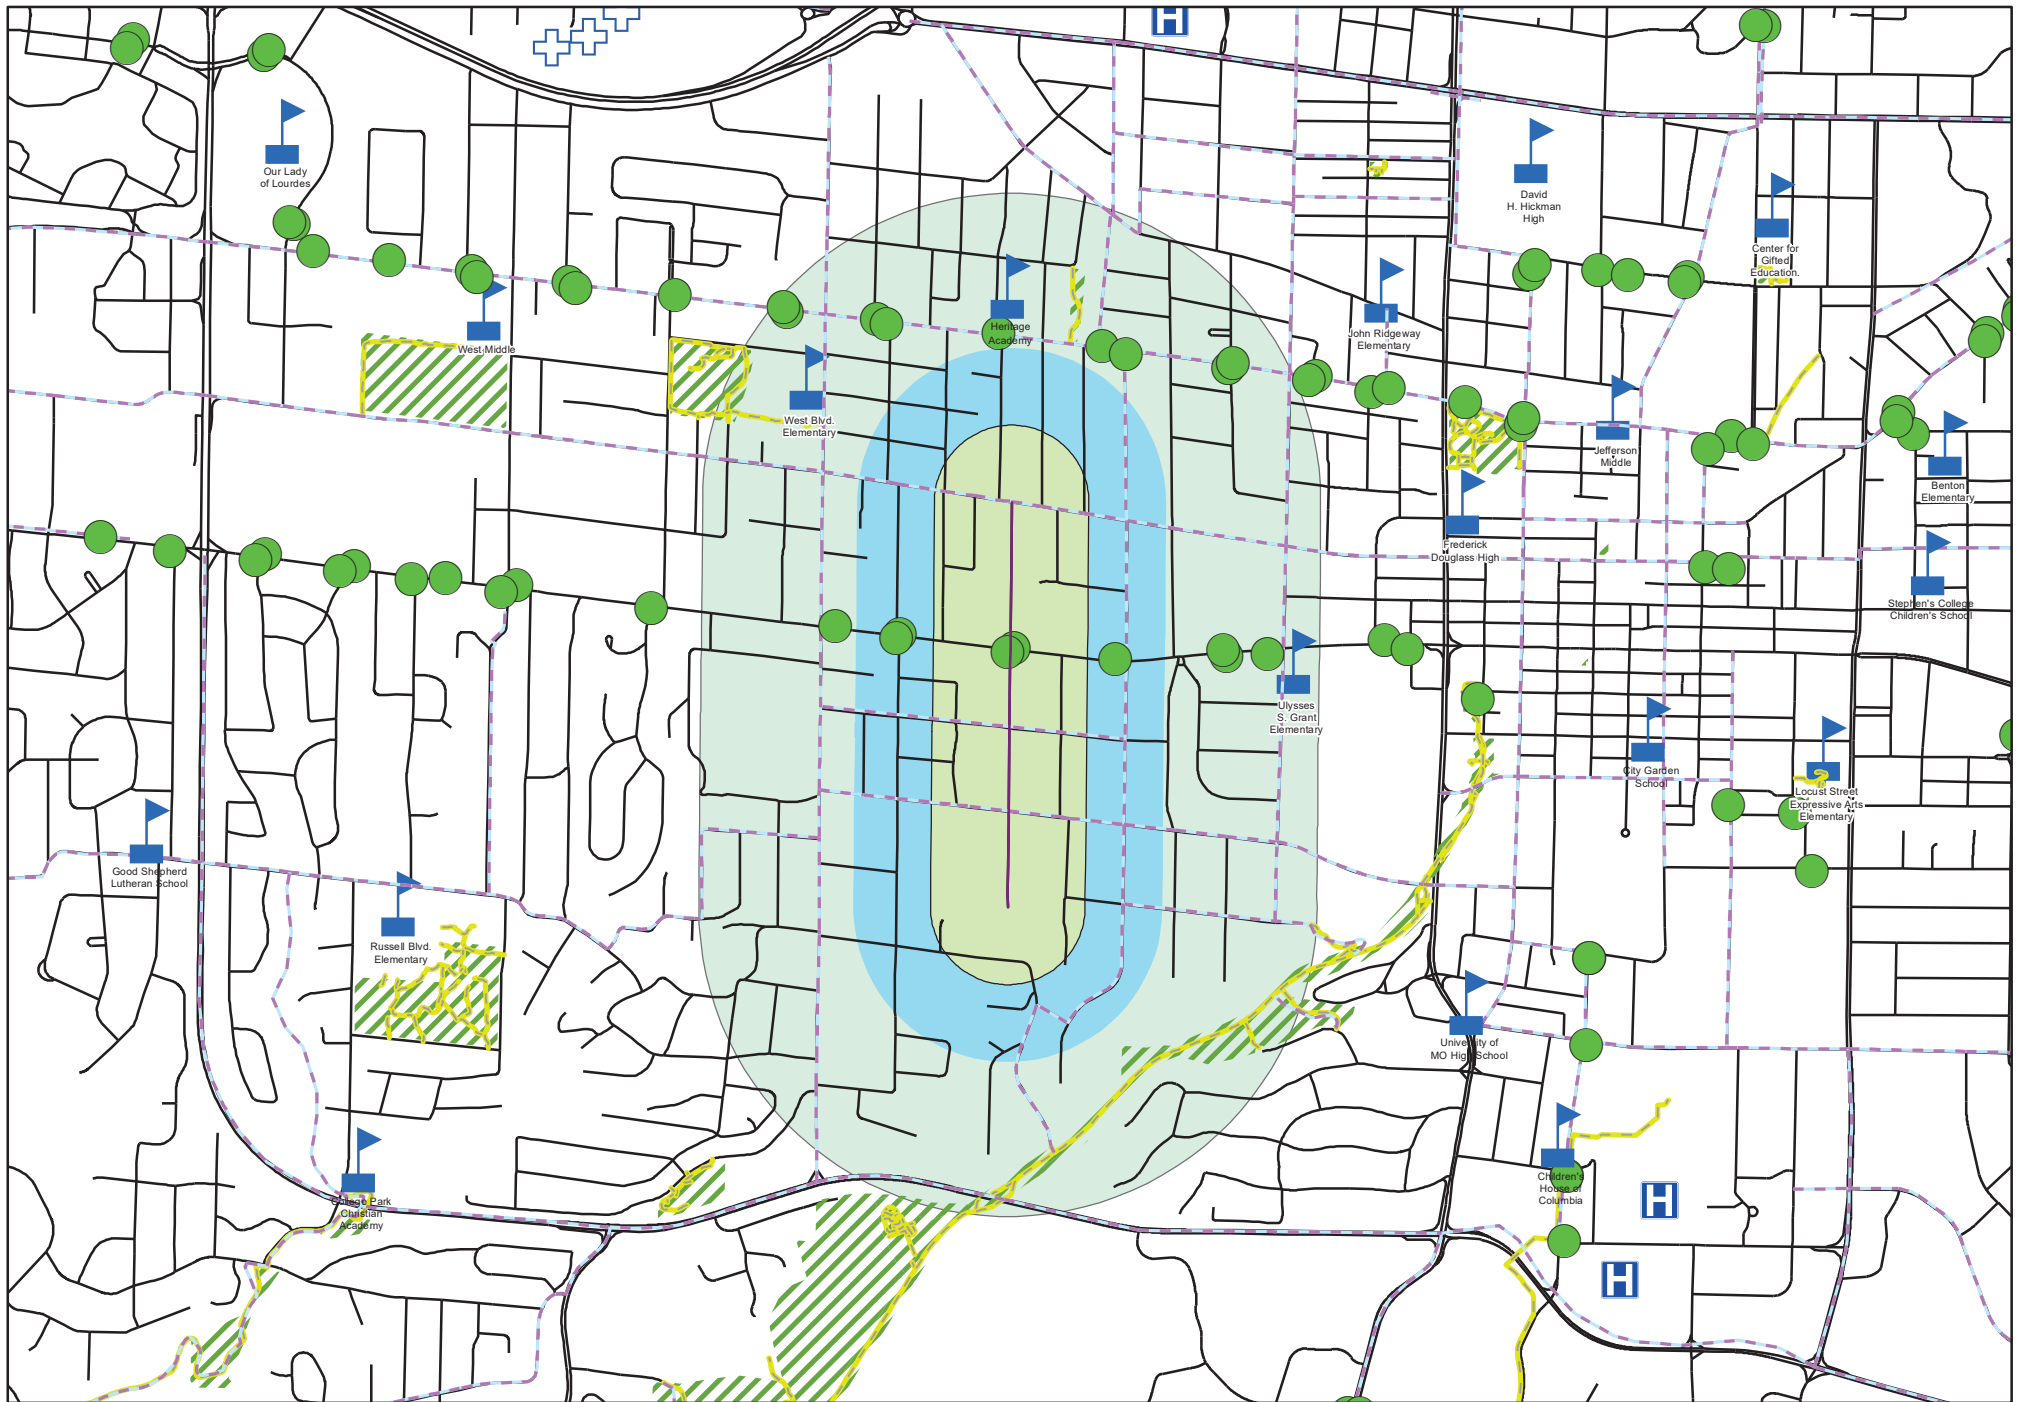 H
Our Lady
of Lourdes
David
H. Hickman
High
Center for
Gifted
Education.
Heritage
Academy
John Ridgeway
Elementary
West Middle
West Blvd.
Elementary
Jefferson
Middle
Benton
Elementary
Frederick
Douglass High
Stephen's College
Children's School
Ulysses
S. Grant
Elementary
City Garden
School
Locust Street
Expressive Arts
Elementary
Good Shepherd
Lutheran School
Russell Blvd.
Elementary
University of
MO High School
College Park
Christian
Academy
Children's
House of
Columbia
H
H